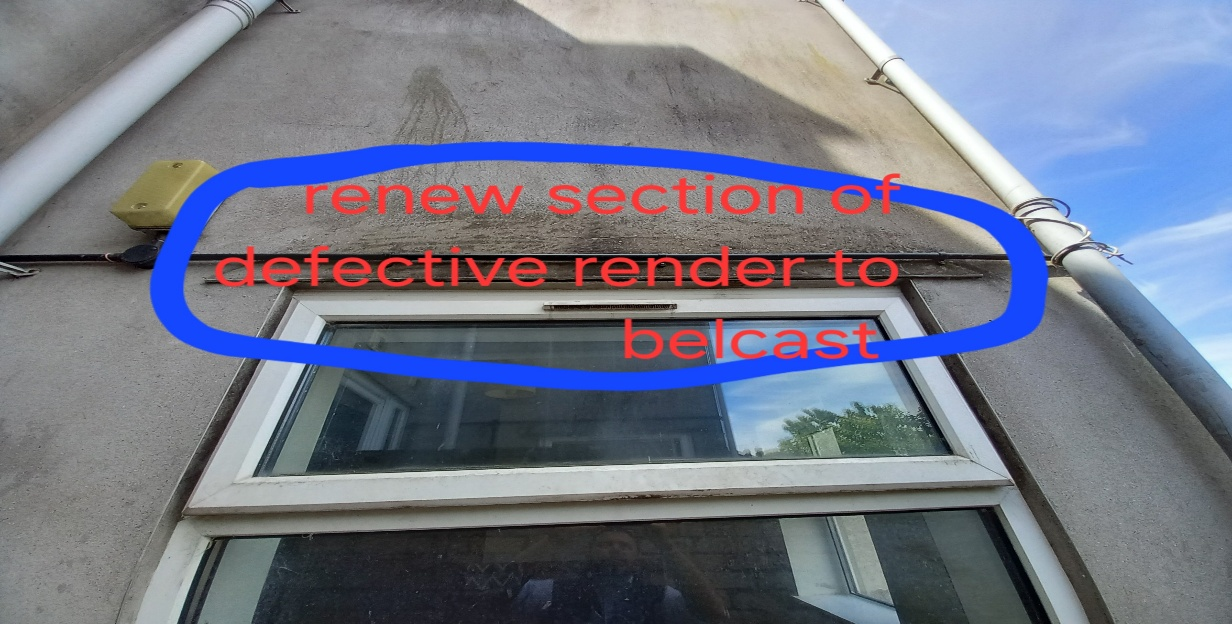 renew section of
defective render to
belcast